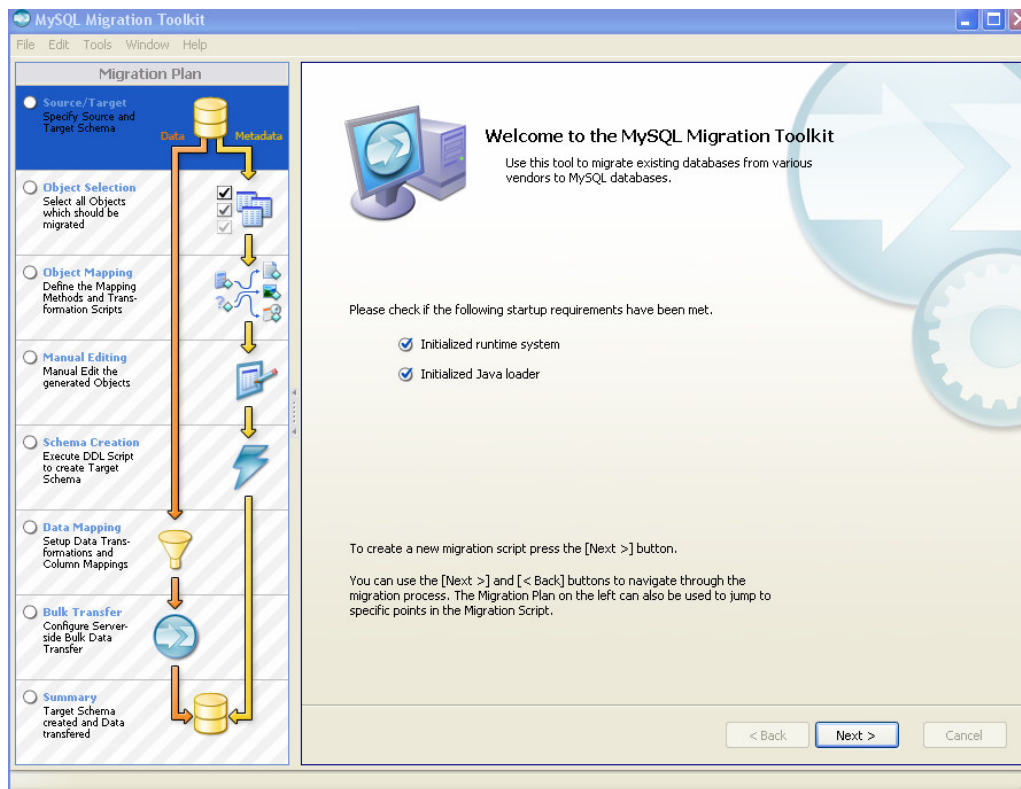 MySQL Migration Toolkit
File Edit Tools Window Help
Migration Plan
Source/Target
Specify Source and
Target Schema
Data
Metadata
Object Selection
Select all Objects
which should be
migrated
Object Mapping
Define the Mapping
Methods and Trans-
formation Scripts
Manual Editing
Manual Edit the
generated Objects
Schema Creation
Execute DDL Script
to create Target
Schema
Data Mapping
Setup Data Trans-
formations and
Column Mappings
Bulk Transfer
Configure Server-
side Bulk Data
Transfer
Summary
Target Schema
created and Data
transfered
Welcome to the MySQL Migration Toolkit
Use this tool to migrate existing databases from various
vendors to MySQL databases.
Please check if the following startup requirements have been met.
Initialized runtime system
Initialized Java loader
To create a new migration script press the [Next >] button.
You can use the [Next >] and [< Back] buttons to navigate through the
migration process. The Migration Plan on the left can also be used to jump to
specific points in the Migration Script.
< Back
Next >
Cancel